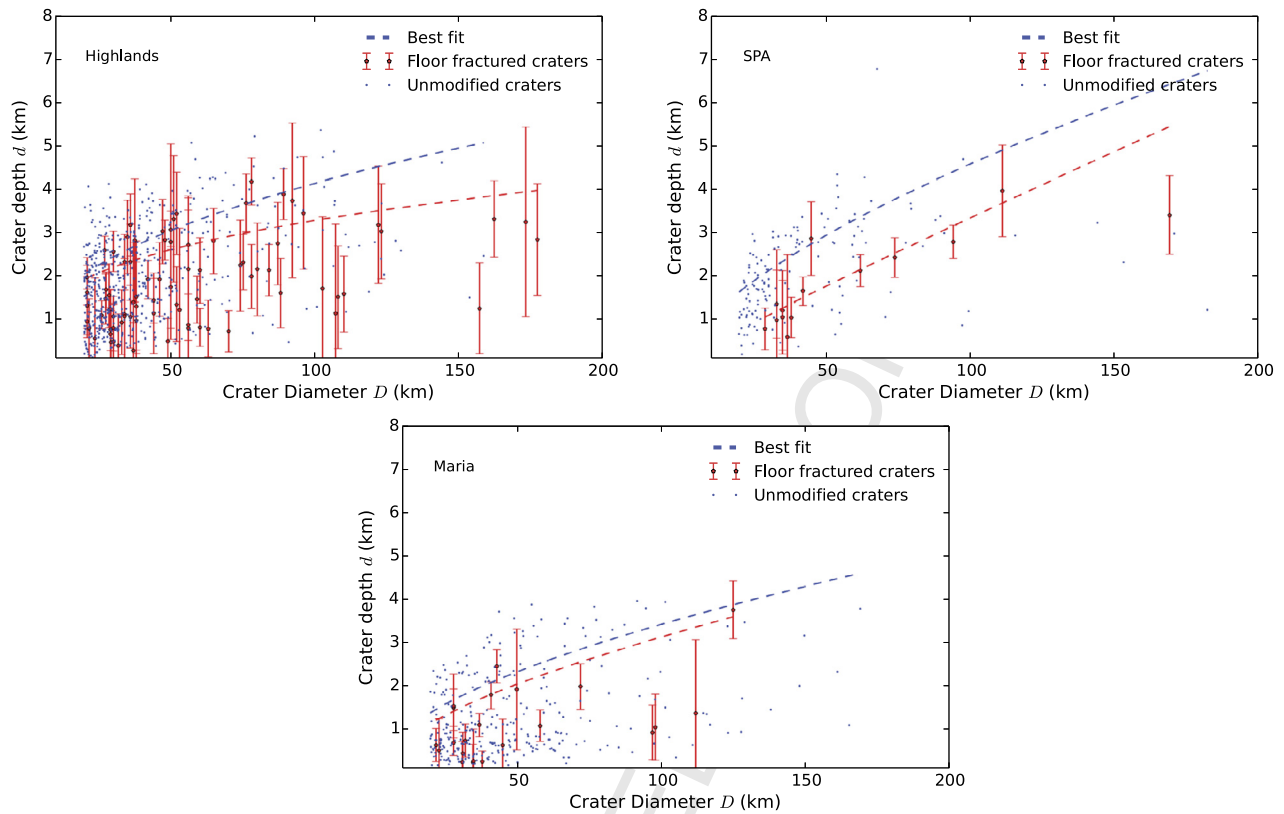 8
7
6
5
4
3
2
1
Crater depth d (km)
Highlands
Best fit
Floor fractured craters
Unmodified craters
50
100
150
200
Crater Diameter D (km)
8
7
6
5
4
3
2
1
Crater depth d (km)
SPA
Best fit
Floor fractured craters
Unmodified craters
50
100
150
200
Crater Diameter D (km)
8
7
6
5
4
3
2
1
Crater depth d (km)
Maria
Best fit
Floor fractured craters
Unmodified craters
50
100
150
200
Crater Diameter D (km)